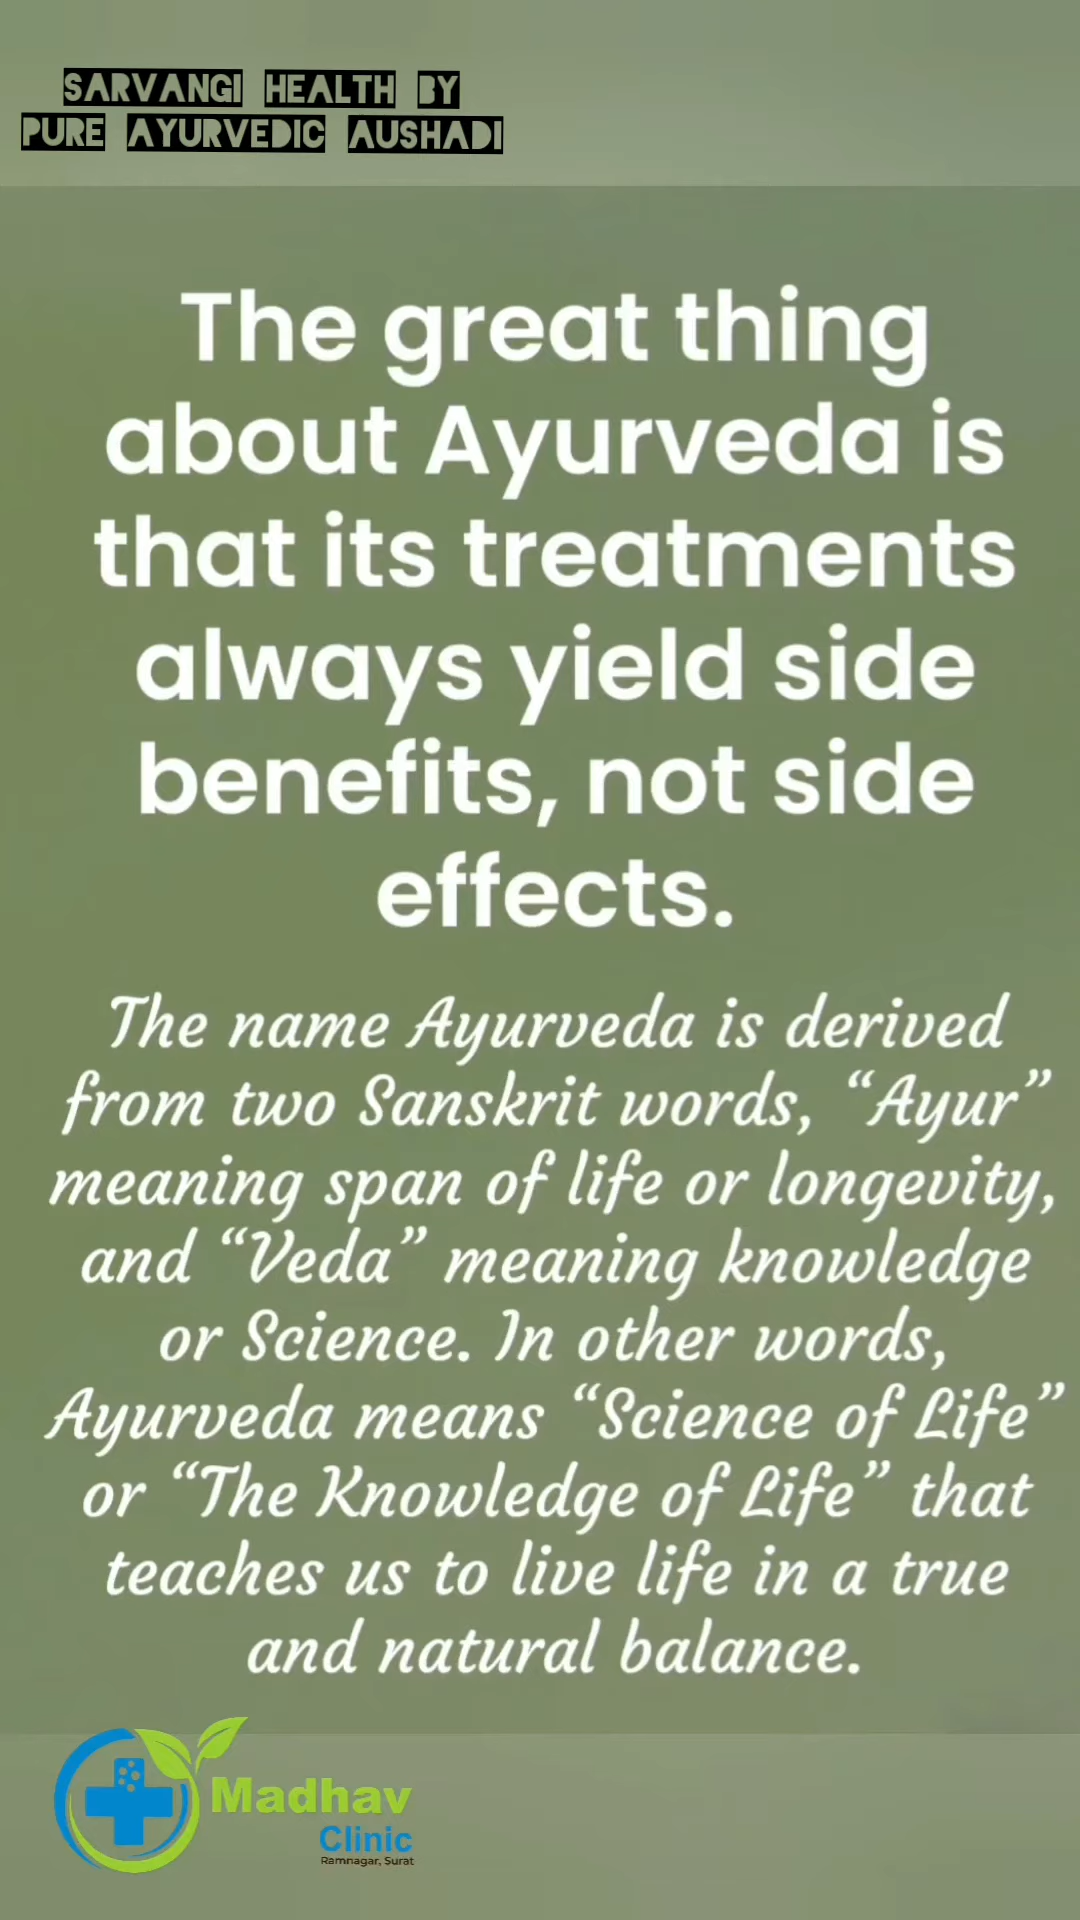 SARVANGI HEALTH BY
PURE AYURVEDIC AUSHADI
The great thing
about Ayurveda is
that its treatments
always yield side
benefits, not side
effects.
The name Ayurveda is derived
from two Sanskrit words, “Ayur”
meaning span of life or longevity,
and “Veda” meaning knowledge
or Science. In other words,
Ayurveda means “Science of Life”
or “The Knowledge of Life” that
teaches us to live life in a true
and natural balance.
Madhav
Clinic
Ramnagar, Surat